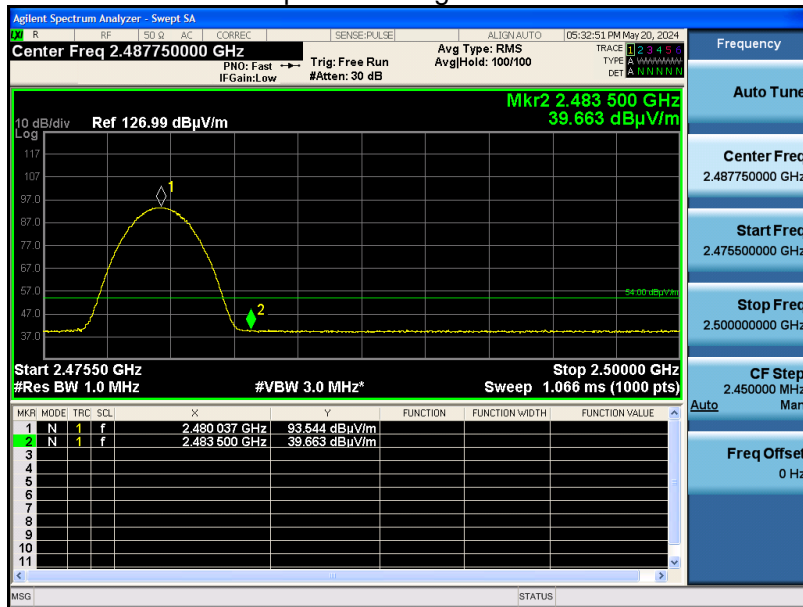 Agilent Spectrum Analyzer - Swept SA
LXI R RF 50 Ω AC CORREC SENSE:PULSE ALIGN AUTO 05:32:51 PM May 20, 2024
Center Freq 2.487750000 GHz
PNO: Fast
IFGain:Low
Trig: Free Run
#Atten: 30 dB
Avg Type: RMS
Avg|Hold: 100/100
TRACE 1 2 3 4 5 6
TYPE A WWWWW
DET A N N N N N
Mkr2 2.483 500 GHz
39.663 dBµV/m
10 dB/div
Log
Ref 126.99 dBµV/m
117
107
97.0
87.0
77.0
67.0
57.0
47.0
37.0
1
2
54.00 dBµV/m
Start 2.47550 GHz Stop 2.50000 GHz
#Res BW 1.0 MHz #VBW 3.0 MHz* Sweep 1.066 ms (1000 pts)
MKR MODE TRC SCL X Y FUNCTION FUNCTION WIDTH FUNCTION VALUE
1 N 1 f 2.480 037 GHz 93.544 dBµV/m
2 N 1 f 2.483 500 GHz 39.663 dBµV/m
3
4
5
6
7
8
9
10
11
MSG STATUS
Frequency
Auto Tune
Center Freq
2.487750000 GHz
Start Freq
2.475500000 GHz
Stop Freq
2.500000000 GHz
CF Step
2.450000 MHz
Auto Man
Freq Offset
0 Hz